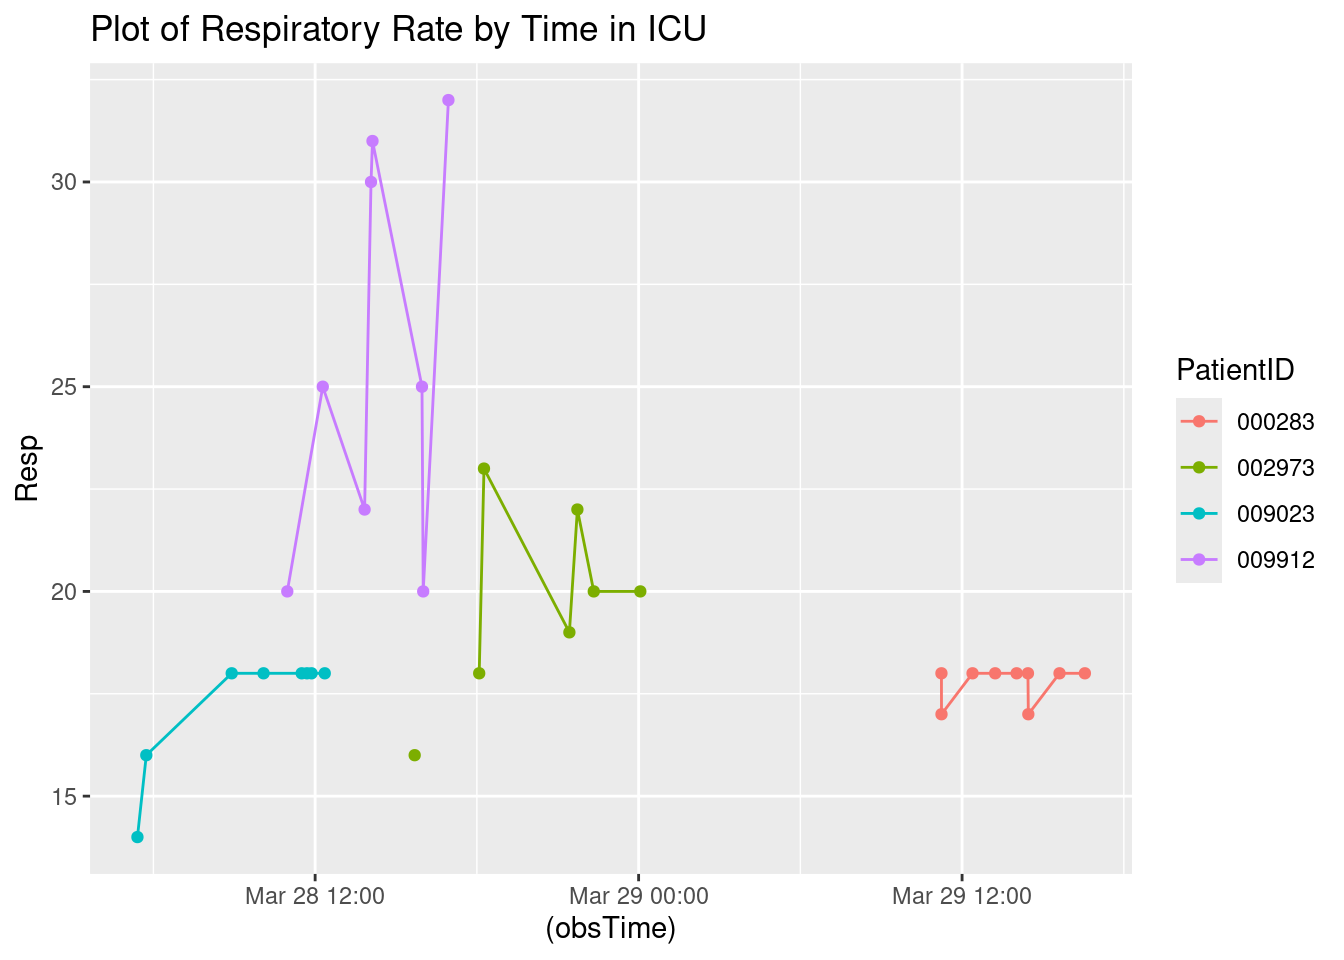 Plot of Respiratory Rate by Time in ICU
30
25
20
15
Resp
Mar 28 12:00
Mar 29 00:00
Mar 29 12:00
(obsTime)
PatientID
000283
002973
009023
009912